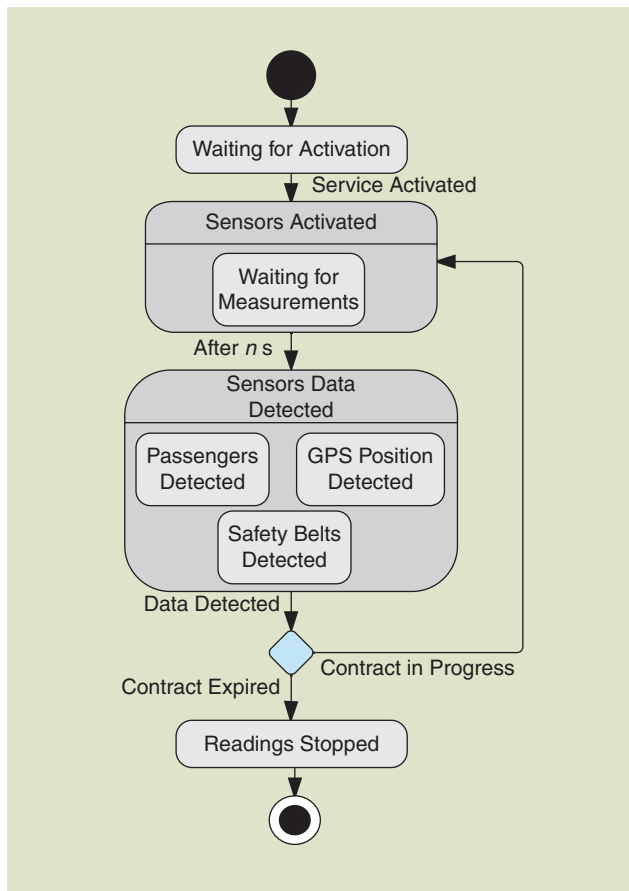 Waiting for Activation
Service Activated
Sensors Activated
Waiting for
Measurements
After n s
Sensors Data
Detected
Passengers
Detected
GPS Position
Detected
Safety Belts
Detected
Data Detected
Contract in Progress
Contract Expired
Readings Stopped